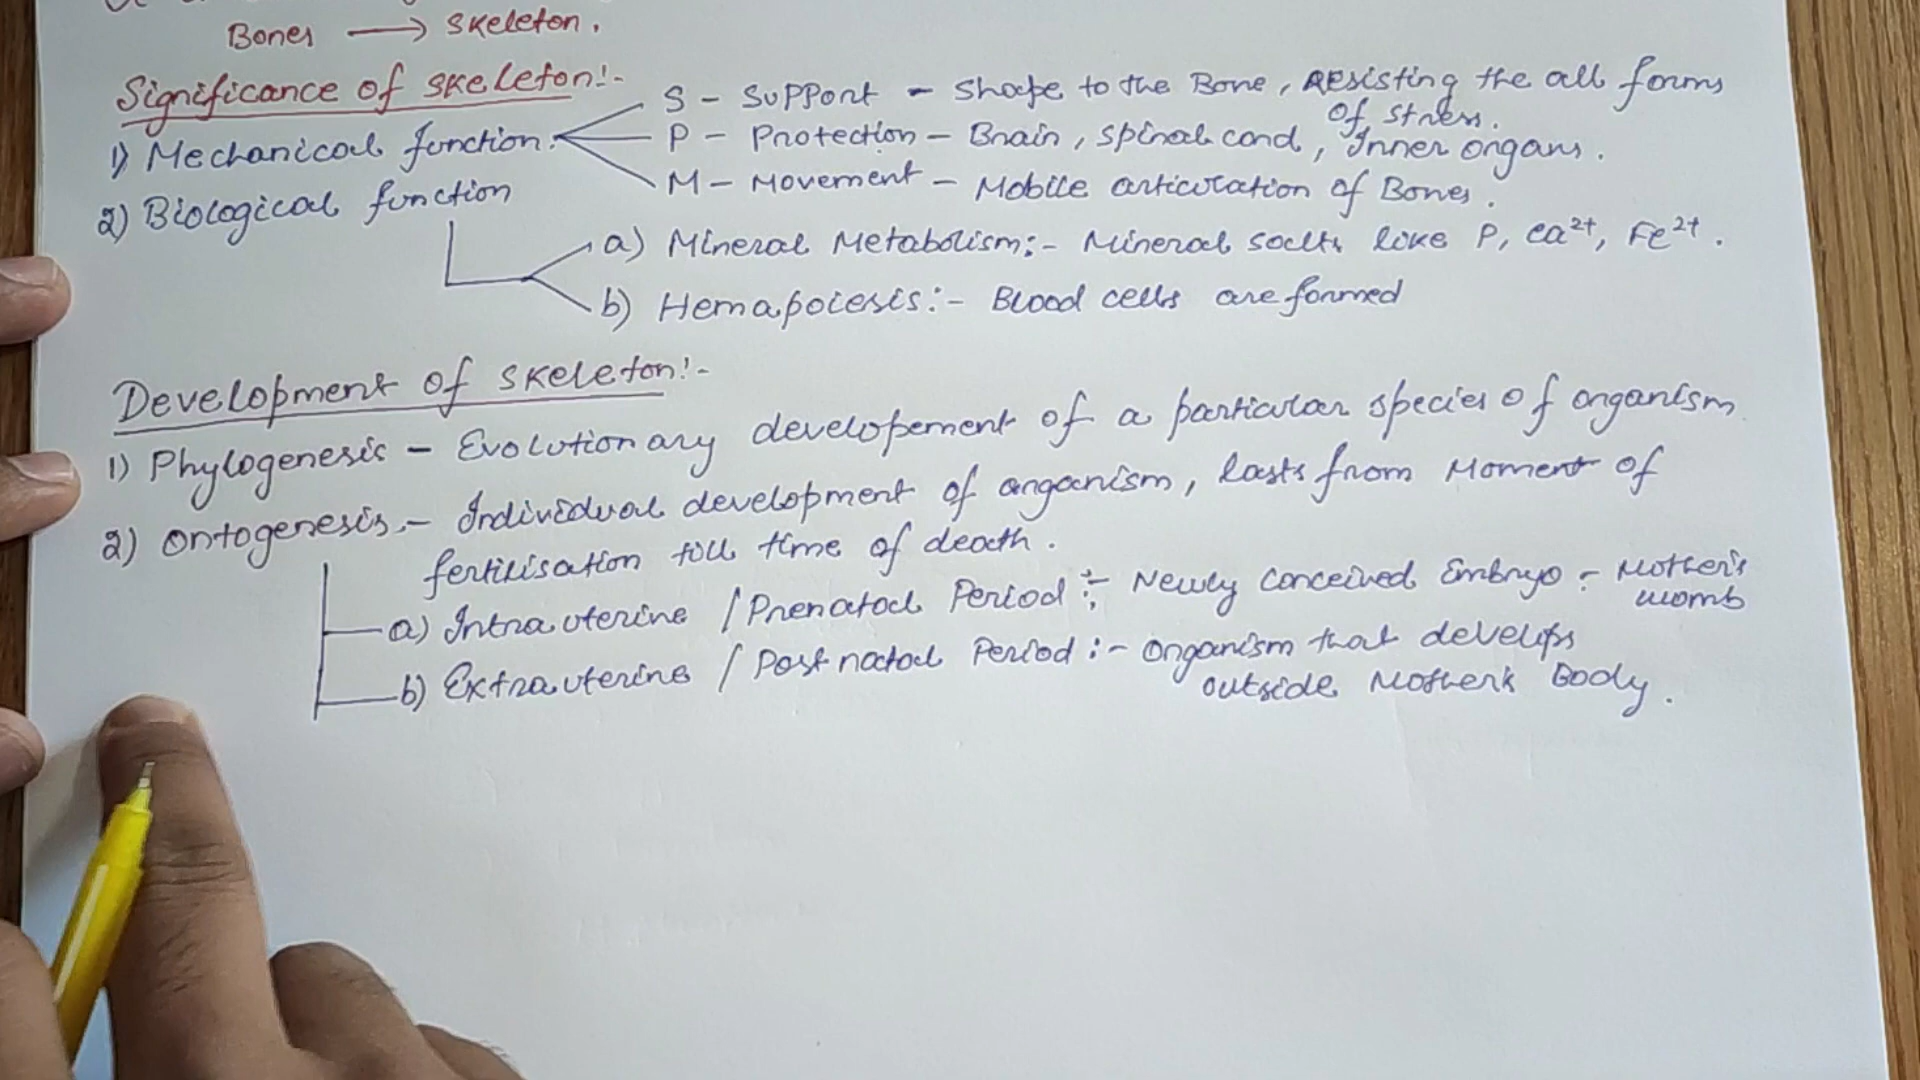 Bones → Skeleton.
Significance of skeleton:-
1) Mechanical function:
S - Support - Shape to the Bone, Resisting the all forms of stress.
P - Protection - Brain, spinal cord, Inner organs.
M - Movement - Mobile articulation of Bones.
2) Biological function
a) Mineral Metabolism:- Mineral salts like P, Ca²⁺, Fe²⁺.
b) Hemapoiesis:- Blood cells are formed
Development of skeleton:-
1) Phylogenesis - Evolutionary developement of a particular species of organism
2) Ontogenesis - Individual development of organism, lasts from Moment of
fertilisation till time of death.
a) Intrauterine / Prenatal Period :- Newly conceived Embryo - Mother's
womb
b) Extrauterine / Postnatal Period :- Organism that develops
outside Mother's Body.